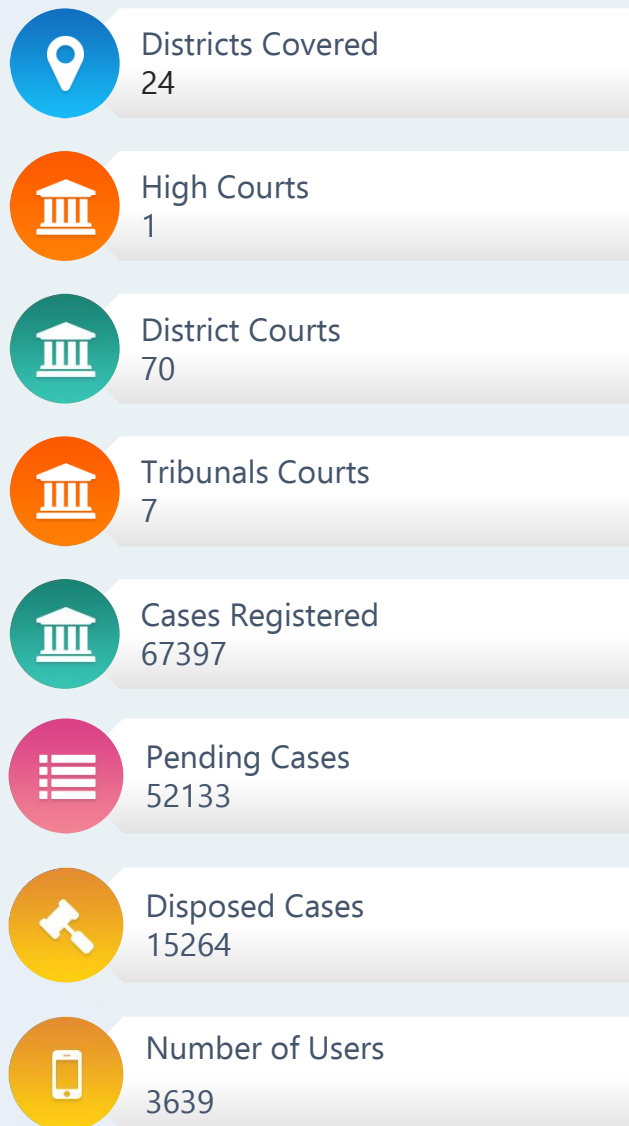 Districts Covered
24
High Courts
1
District Courts
70
Tribunals Courts
7
Cases Registered
67397
Pending Cases
52133
Disposed Cases
15264
Number of Users
3639